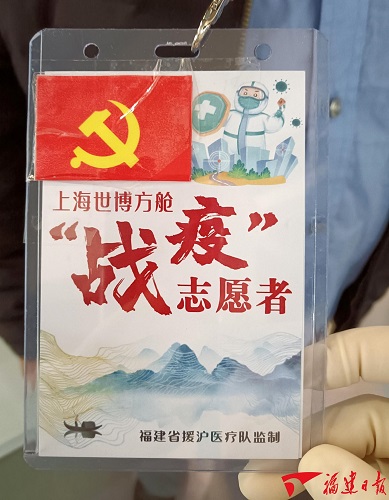 上海世博方舱
“战疫”
志愿者
福建省援沪医疗队监制
福建日报